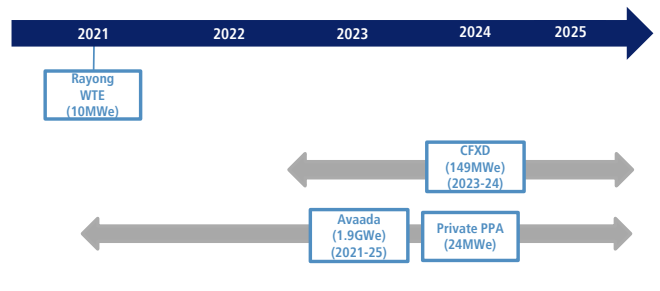 2021 2022 2023 2024 2025
Rayong
WTE
(10MWe)
CFXD
(149MWe)
(2023-24)
Avaada
(1.9GWe)
(2021-25)
Private PPA
(24MWe)